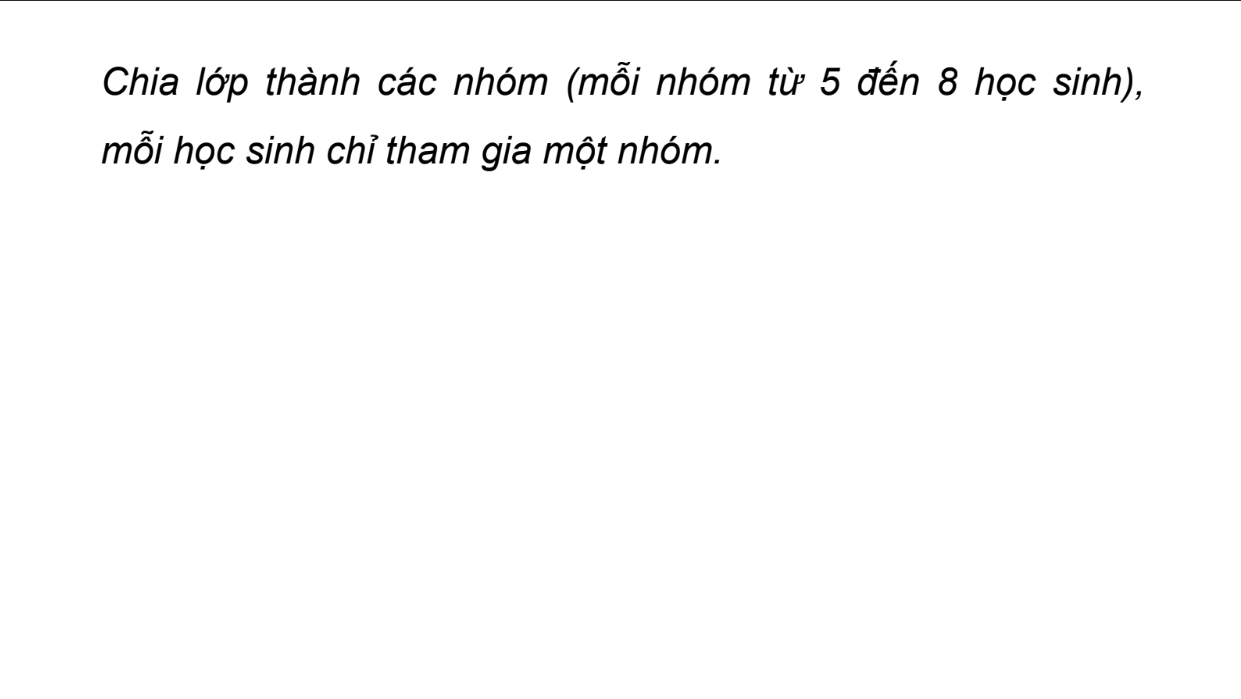 Chia lớp thành các nhóm (mỗi nhóm từ 5 đến 8 học sinh),
mỗi học sinh chỉ tham gia một nhóm.